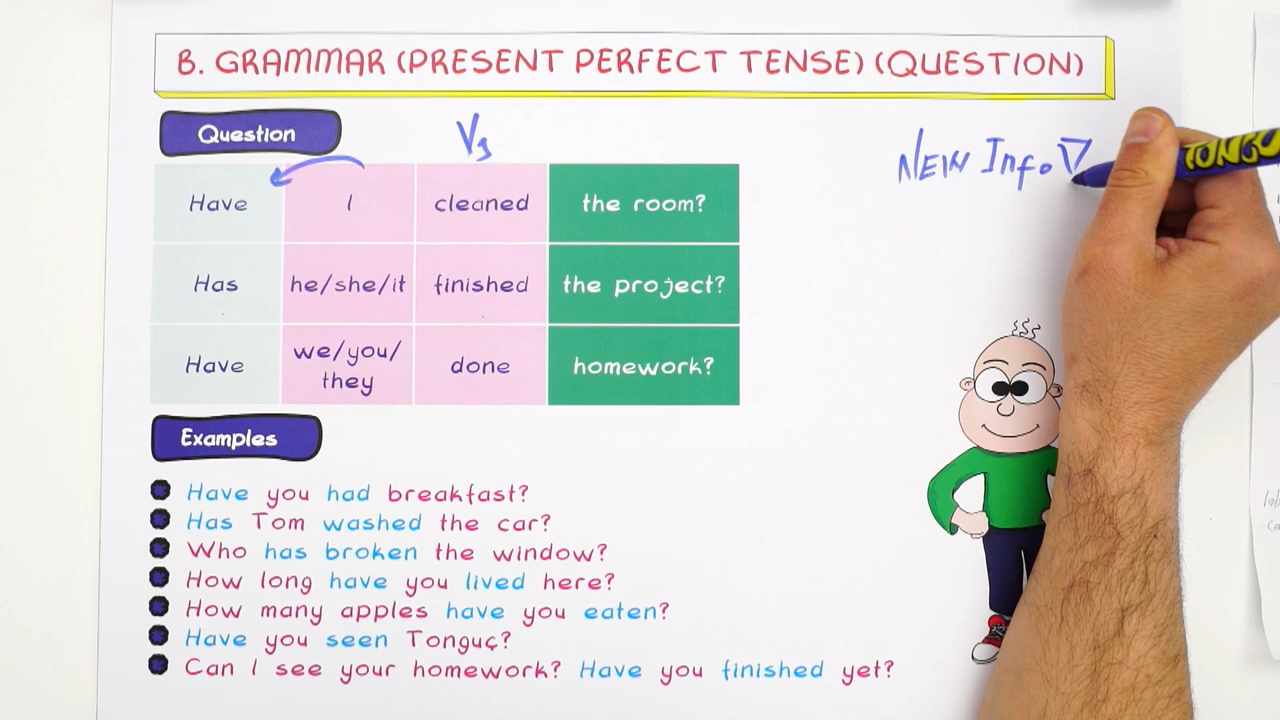 B. GRAMMAR (PRESENT PERFECT TENSE) (QUESTION)
Question
V3
NEW Info
TONGU
Have I cleaned the room?
Has he/she/it finished the project?
Have we/you/ they done homework?
Examples
Have you had breakfast?
Has Tom washed the car?
Who has broken the window?
How long have you lived here?
How many apples have you eaten?
Have you seen Tonguç?
Can I see your homework? Have you finished yet?